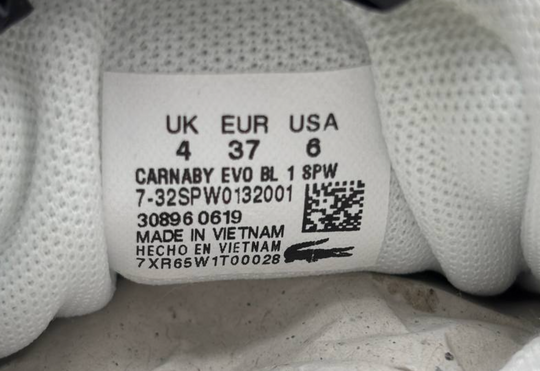 UK EUR USA
4 37 6
CARNABY EVO BL 1 SPW
7-32SPW0132001
30896 0619
MADE IN VIETNAM
HECHO EN VIETNAM
7XR65W1T00028